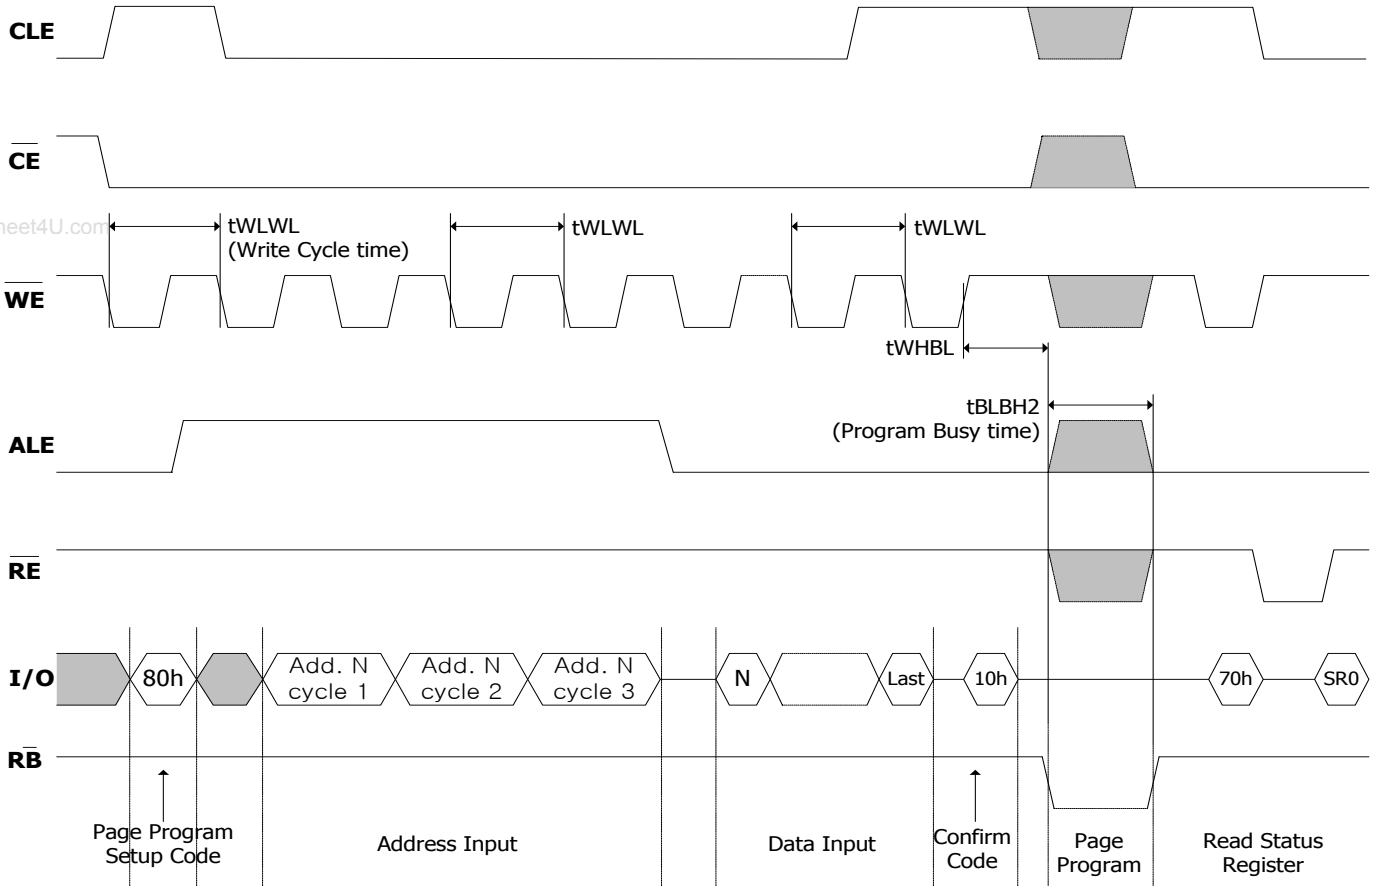 CLE
CE
neet4U.com
tWLWL
(Write Cycle time)
tWLWL
tWLWL
WE
tWHBL
tBLBH2
(Program Busy time)
ALE
RE
I/O
80h
Add. N
cycle 1
Add. N
cycle 2
Add. N
cycle 3
N
Last
10h
70h
SR0
RB
Page Program
Setup Code
Address Input
Data Input
Confirm
Code
Page
Program
Read Status
Register